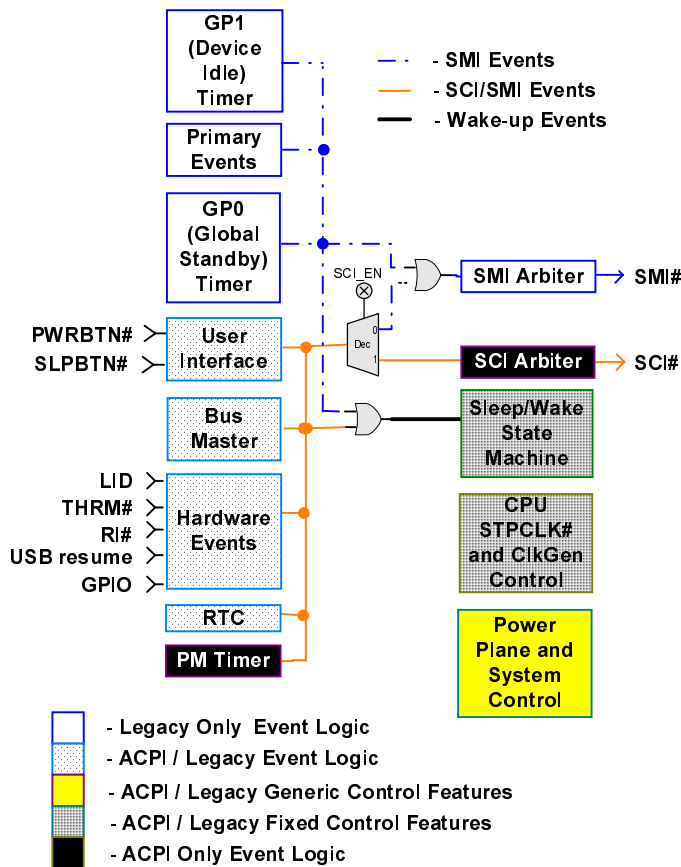 GP1
(Device
Idle)
Timer
- SMI Events
- SCI/SMI Events
- Wake-up Events
Primary
Events
GP0
(Global
Standby)
Timer
SCI_EN
SMI Arbiter
SMI#
PWRBTN#
SLPBTN#
User
Interface
0
Dec
1
SCI Arbiter
SCI#
Bus
Master
Sleep/Wake
State
Machine
LID
THRM#
RI#
USB resume
GPIO
Hardware
Events
CPU
STPCLK#
and ClkGen
Control
RTC
PM Timer
Power
Plane and
System
Control
- Legacy Only Event Logic
- ACPI / Legacy Event Logic
- ACPI / Legacy Generic Control Features
- ACPI / Legacy Fixed Control Features
- ACPI Only Event Logic